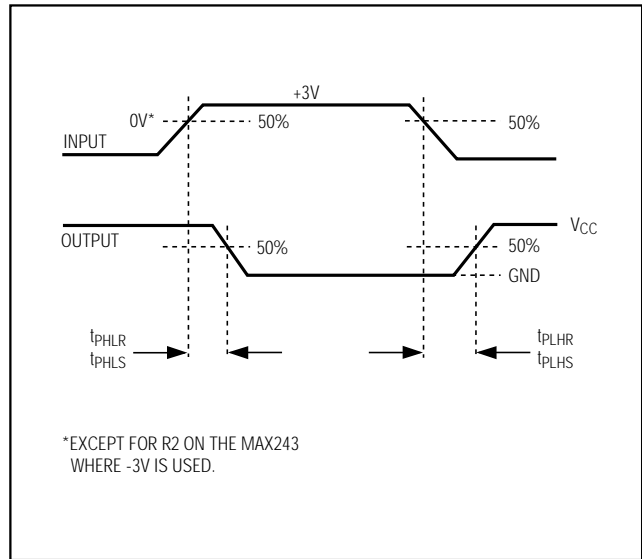 +3V
0V* 50% 50%
INPUT
VCC
OUTPUT
50% 50%
GND
tPHLR tPLHR
tPHLS tPLHS
*EXCEPT FOR R2 ON THE MAX243
WHERE -3V IS USED.